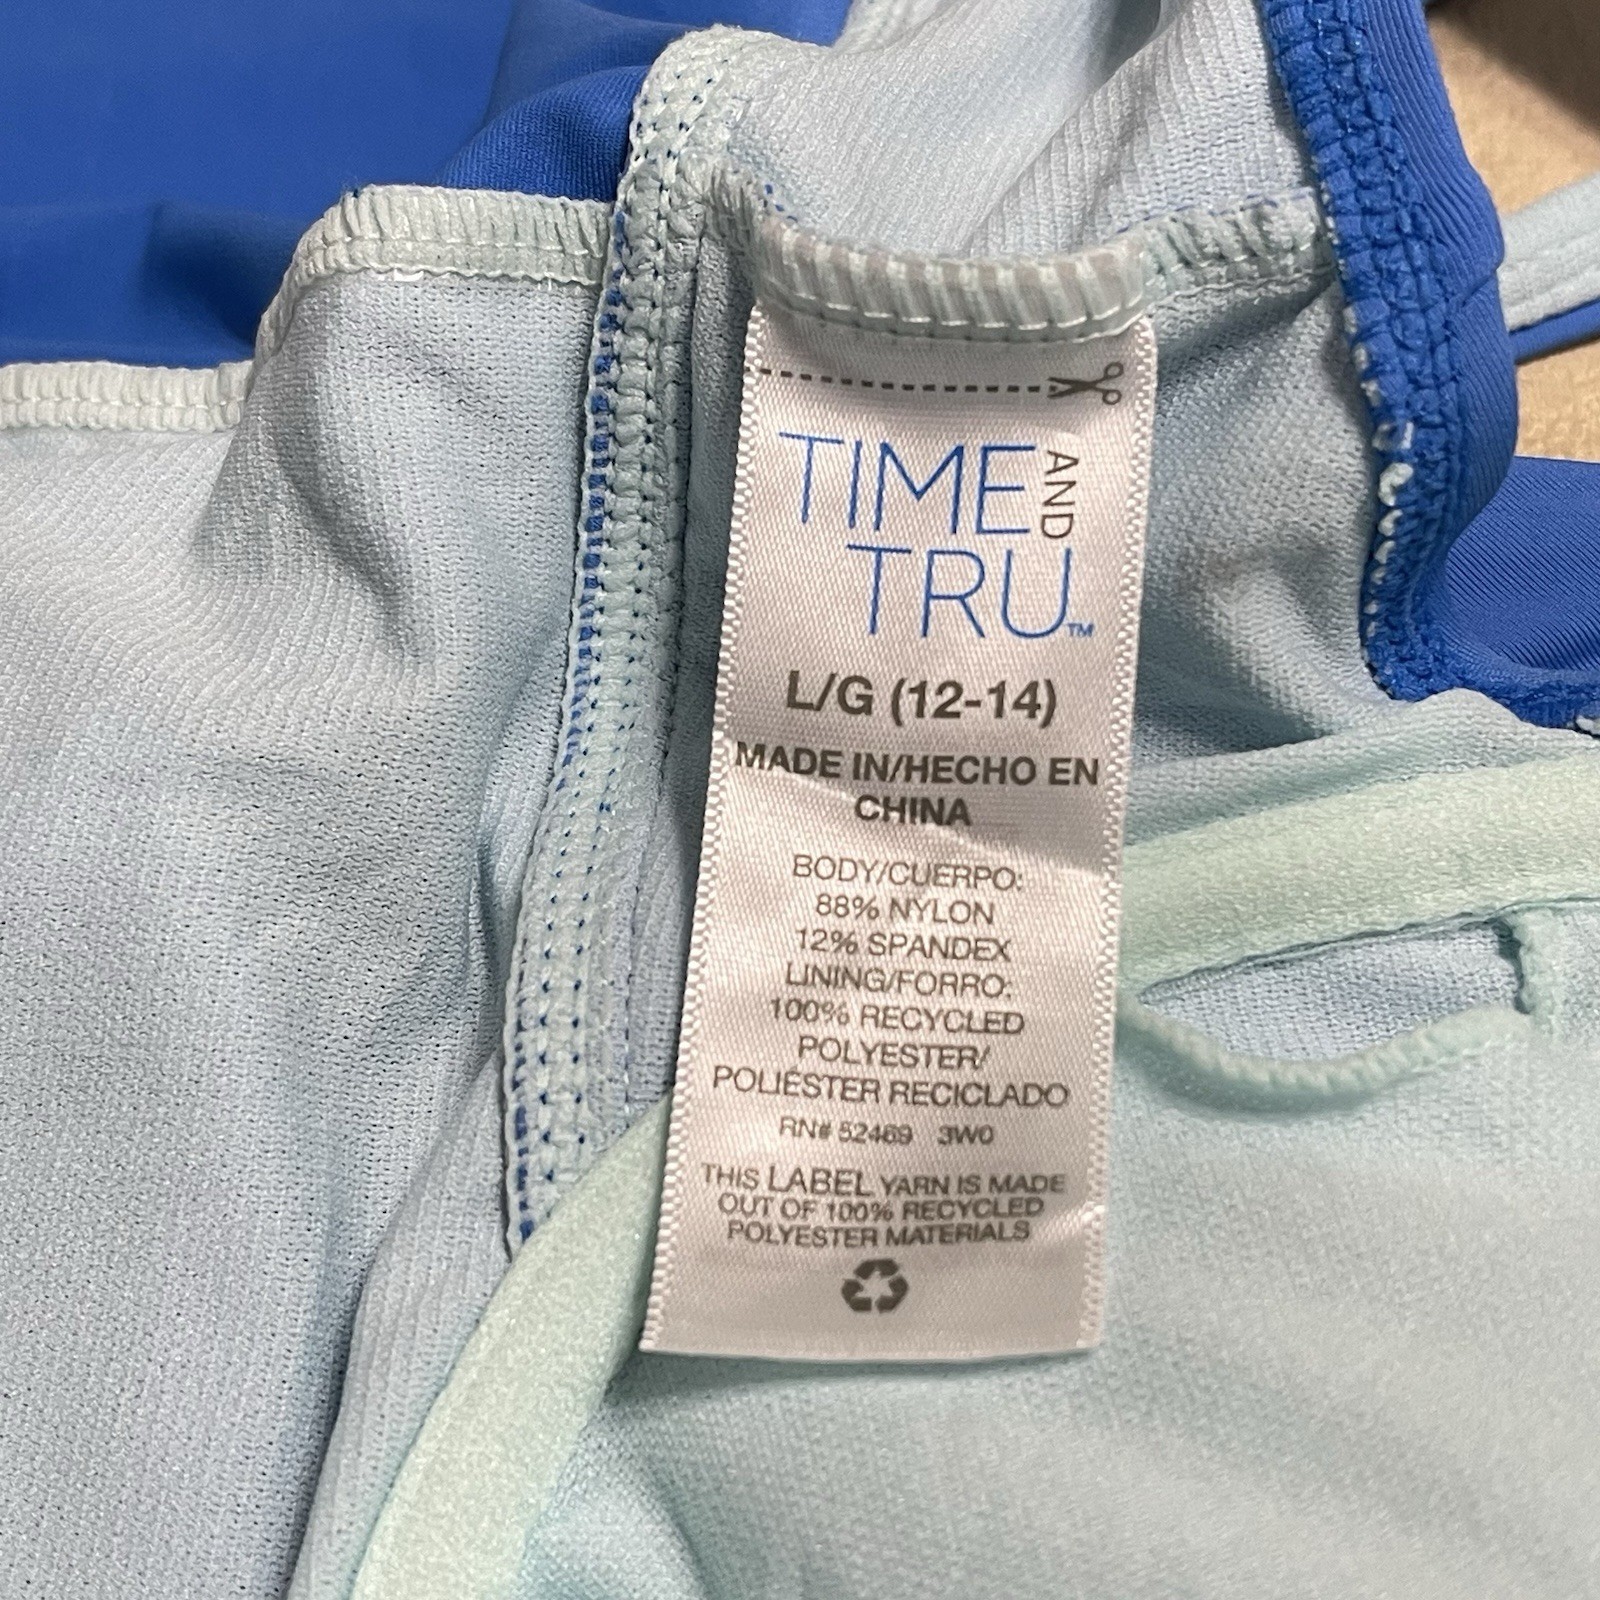 TIME AND
TRU™
L/G (12-14)
MADE IN/HECHO EN
CHINA
BODY/CUERPO:
88% NYLON
12% SPANDEX
LINING/FORRO:
100% RECYCLED
POLYESTER/
POLIÉSTER RECICLADO
RN# 52469 3W0
THIS LABEL YARN IS MADE
OUT OF 100% RECYCLED
POLYESTER MATERIALS